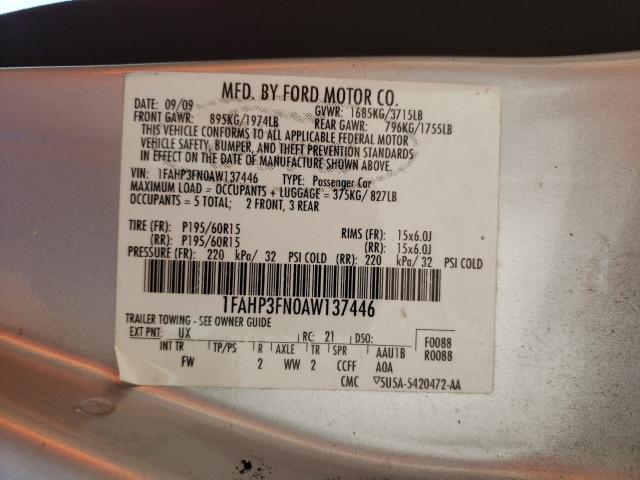 MFD. BY FORD MOTOR CO.
DATE: 09/09 GVWR: 1685KG/3715LB
FRONT GAWR: 895KG/1974LB REAR GAWR: 796KG/1755LB
THIS VEHICLE CONFORMS TO ALL APPLICABLE FEDERAL MOTOR
VEHICLE SAFETY, BUMPER, AND THEFT PREVENTION STANDARDS
IN EFFECT ON THE DATE OF MANUFACTURE SHOWN ABOVE.
VIN: 1FAHP3FN0AW137446 TYPE: Passenger Car
MAXIMUM LOAD = OCCUPANTS + LUGGAGE = 375KG/ 827LB
OCCUPANTS = 5 TOTAL; 2 FRONT, 3 REAR
TIRE (FR): P195/60R15 RIMS (FR): 15x6.0J
(RR): P195/60R15 (RR): 15x6.0J
PRESSURE (FR): 220 kPa/ 32 PSI COLD (RR): 220 kPa/ 32 PSI COLD
1FAHP3FN0AW137446
TRAILER TOWING - SEE OWNER GUIDE
EXT PNT: UX RC: 21 DSO: F0088
INT TR TP/PS R AXLE TR SPR AAU1B R0088
FW 2 WW 2 CCFF A0A
CMC ▽5U5A-5420472-AA